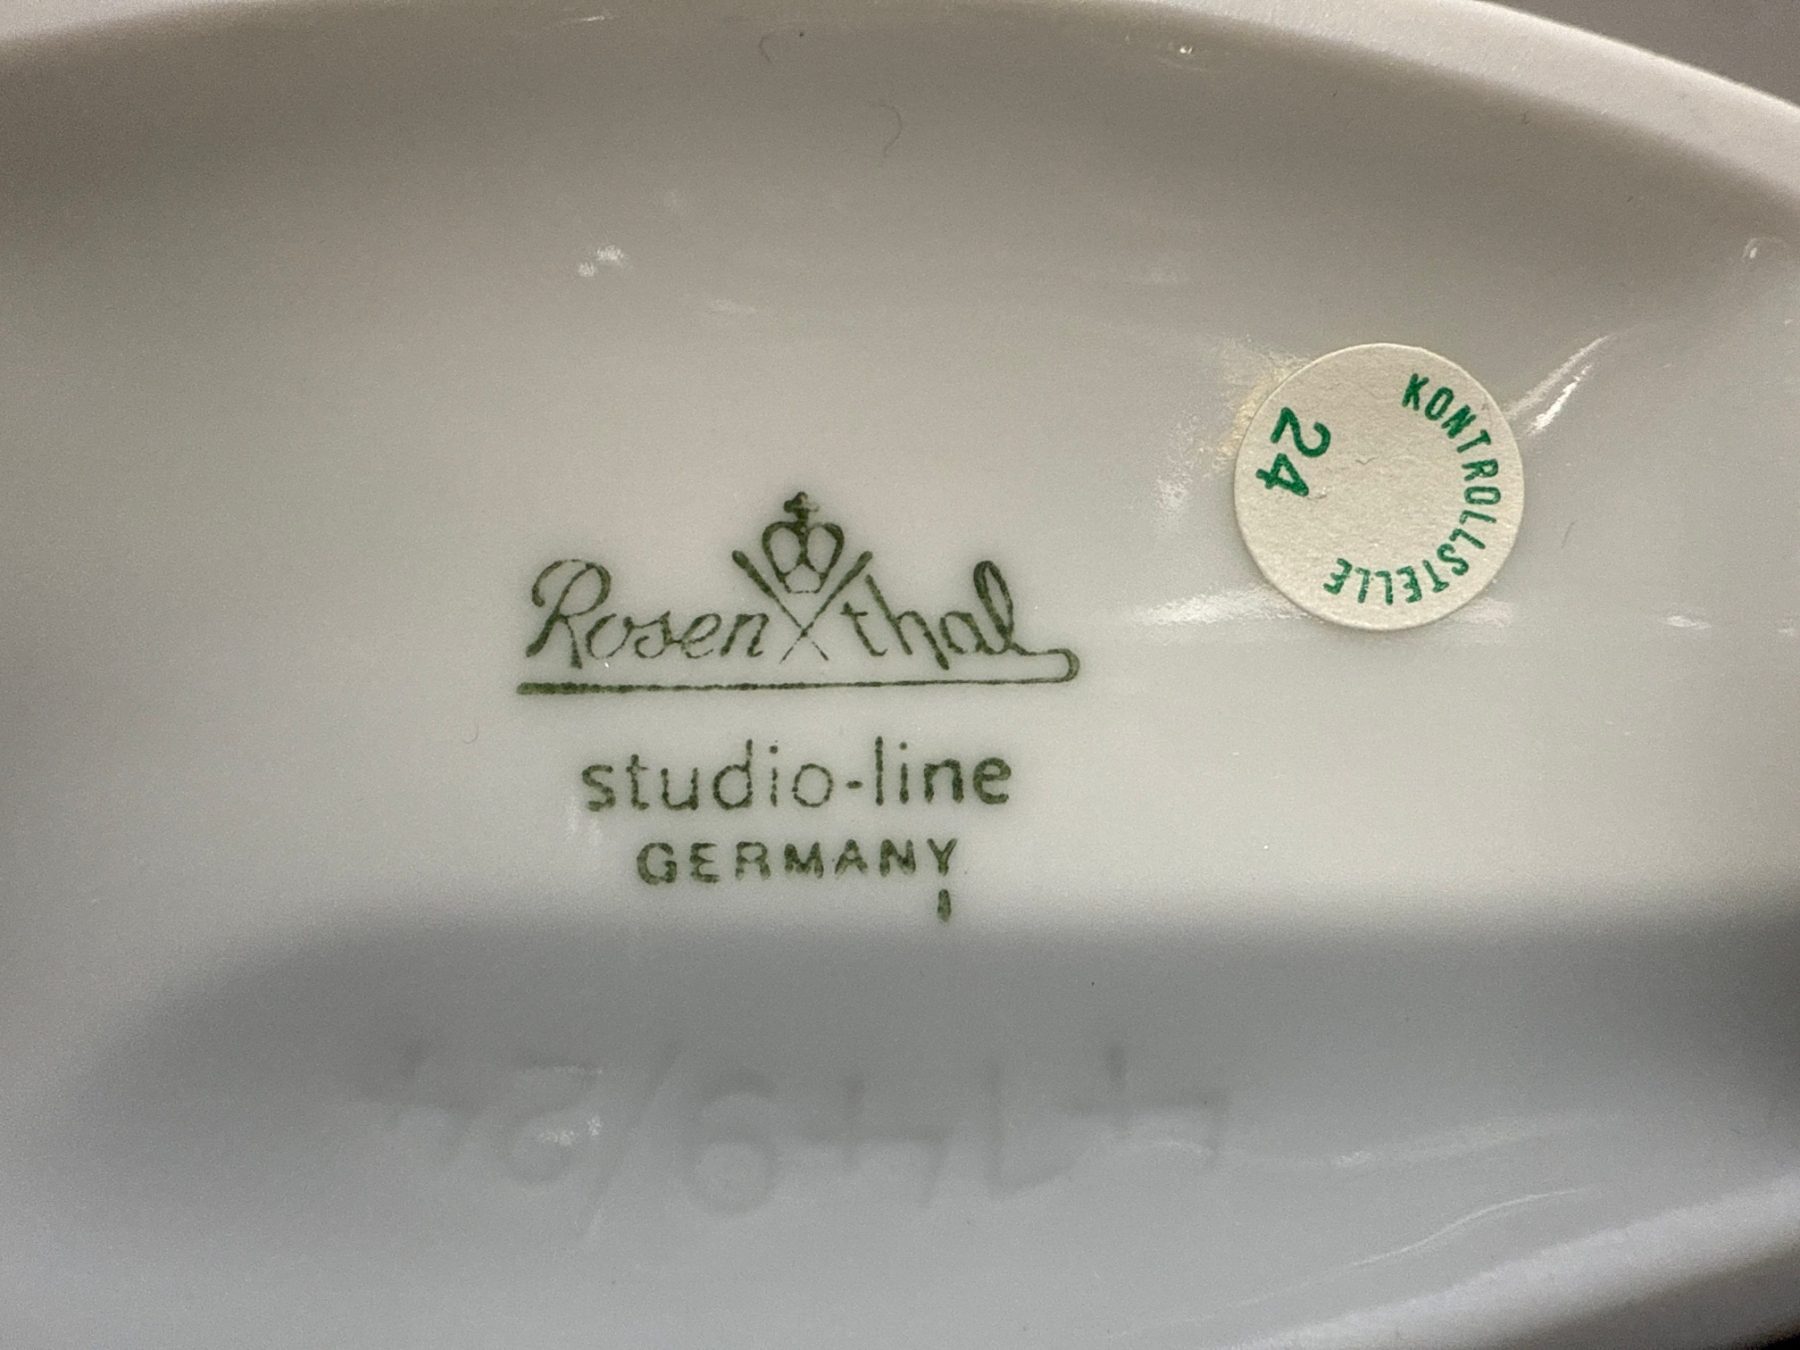 Rosenthal
studio-line
GERMANY
KONTROLLSTELLE
24